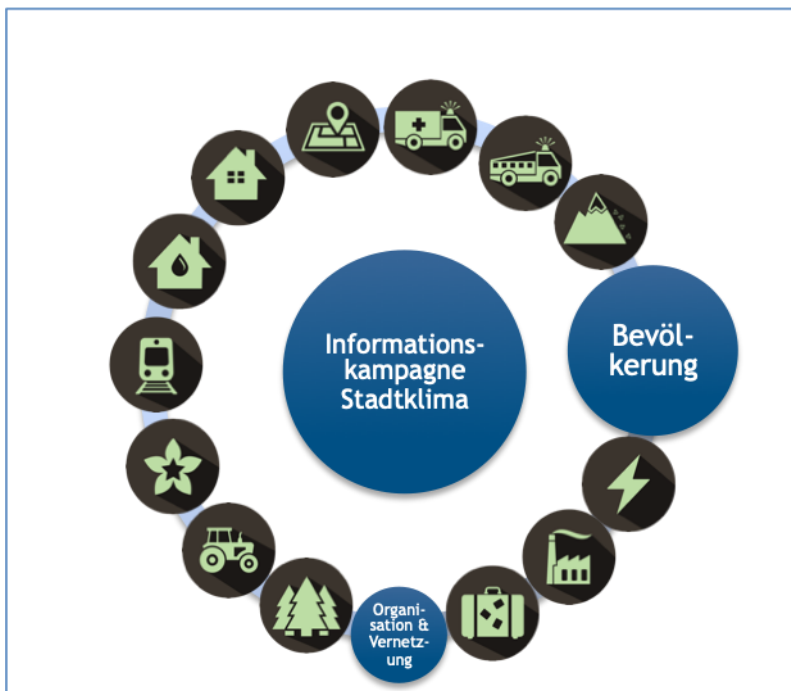 Informations-
kampagne
Stadtklima
Bevöl-
kerung
Organi-
sation &
Vernetz-
ung